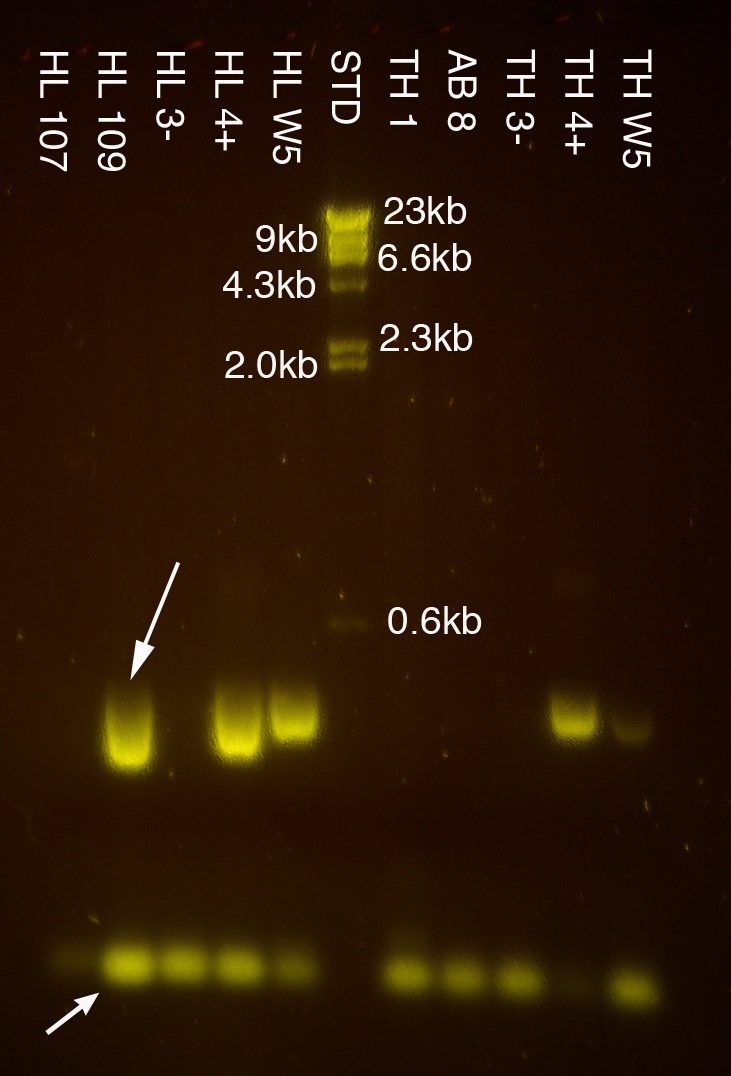 HL 107
HL 109
HL 3-
HL 4+
HL W5
STD
TH 1
AB 8
TH 3-
TH 4+
TH W5
23kb
9kb
6.6kb
4.3kb
2.3kb
2.0kb
0.6kb